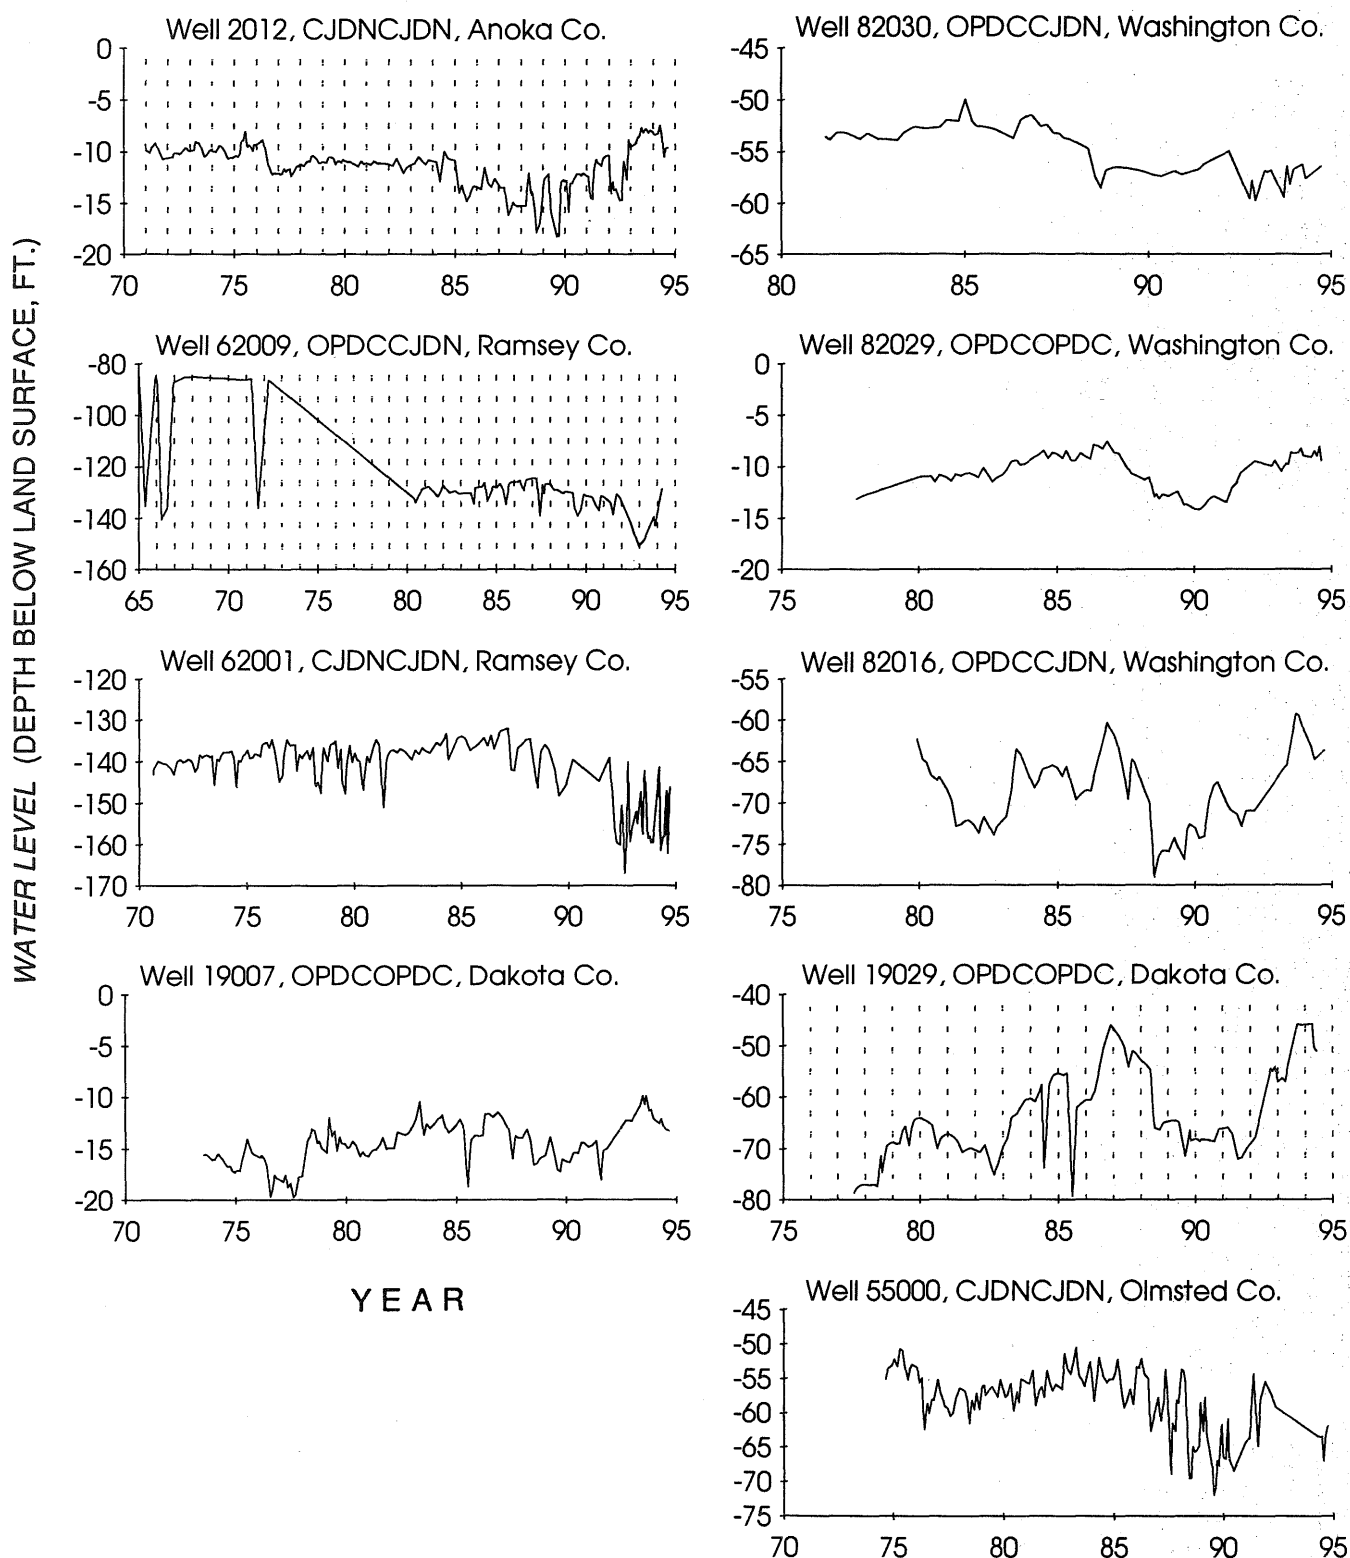 WATER LEVEL (DEPTH BELOW LAND SURFACE, FT.)
Well 2012, CJDNCJDN, Anoka Co.
0
-5
-10
-15
-20
70 75 80 85 90 95
Well 62009, OPDCCJDN, Ramsey Co.
-80
-100
-120
-140
-160
65 70 75 80 85 90 95
Well 62001, CJDNCJDN, Ramsey Co.
-120
-130
-140
-150
-160
-170
70 75 80 85 90 95
Well 19007, OPDCOPDC, Dakota Co.
0
-5
-10
-15
-20
70 75 80 85 90 95
YEAR
Well 82030, OPDCCJDN, Washington Co.
-45
-50
-55
-60
-65
80 85 90 95
Well 82029, OPDCOPDC, Washington Co.
0
-5
-10
-15
-20
75 80 85 90 95
Well 82016, OPDCCJDN, Washington Co.
-55
-60
-65
-70
-75
-80
75 80 85 90 95
Well 19029, OPDCOPDC, Dakota Co.
-40
-50
-60
-70
-80
75 80 85 90 95
Well 55000, CJDNCJDN, Olmsted Co.
-45
-50
-55
-60
-65
-70
-75
70 75 80 85 90 95